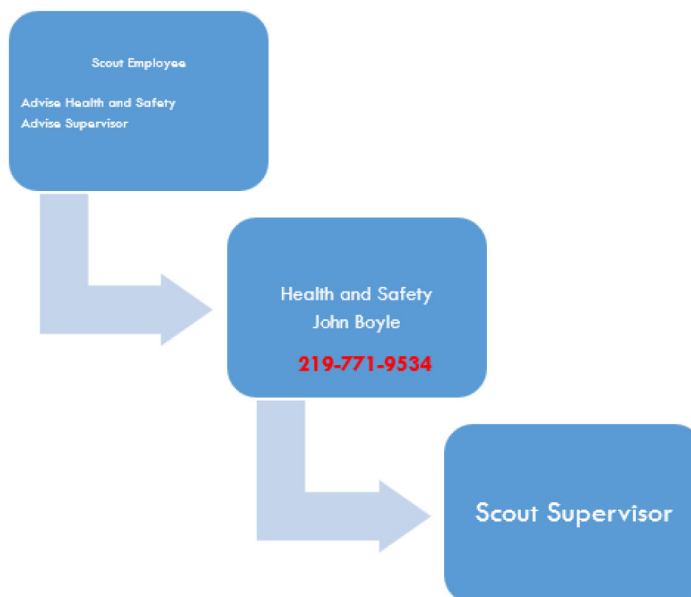 Scout Employee
Advise Health and Safety
Advise Supervisor
Health and Safety
John Boyle
219-771-9534
Scout Supervisor